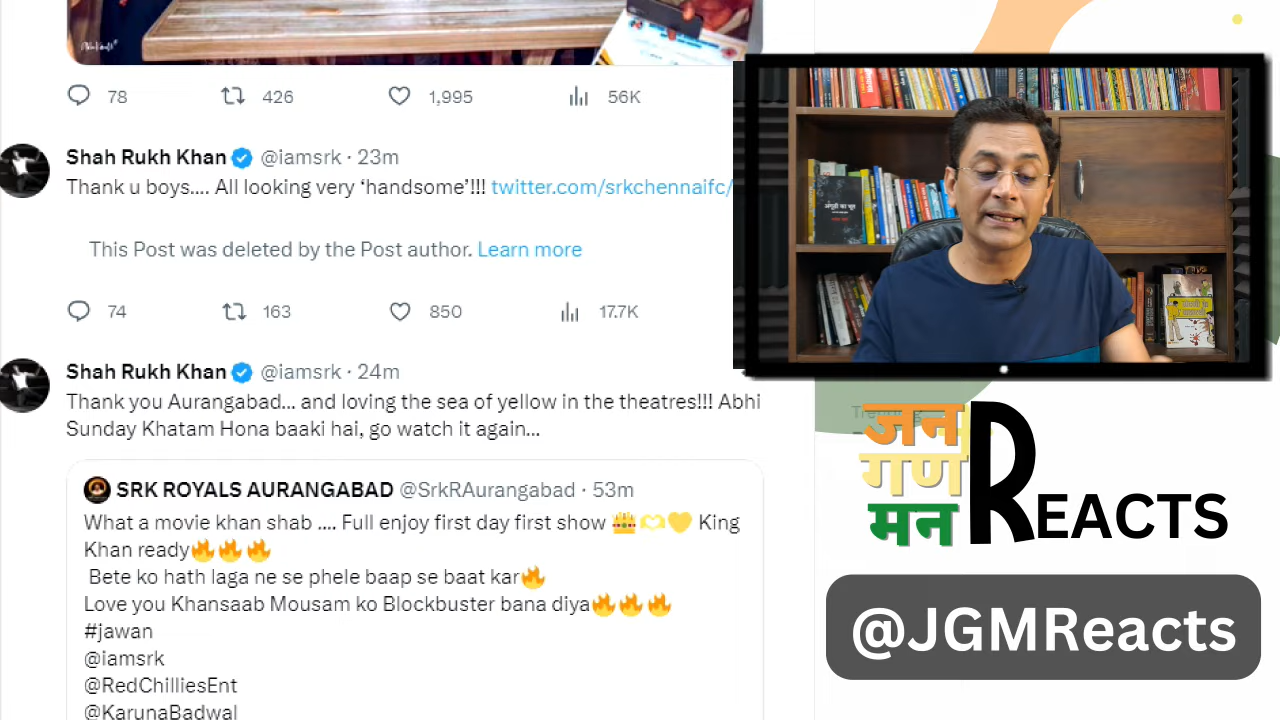 78 426 1,995 56K
Shah Rukh Khan @iamsrk · 23m
Thank u boys.... All looking very ‘handsome’!!! twitter.com/srkchennaifc/
This Post was deleted by the Post author. Learn more
74 163 850 17.7K
Shah Rukh Khan @iamsrk · 24m
Thank you Aurangabad... and loving the sea of yellow in the theatres!!! Abhi
Sunday Khatam Hona baaki hai, go watch it again...
SRK ROYALS AURANGABAD @SrkRAurangabad · 53m
What a movie khan shab .... Full enjoy first day first show 👑🫶💛 King
Khan ready🔥🔥🔥
Bete ko hath laga ne se phele baap se baat kar🔥
Love you Khansaab Mousam ko Blockbuster bana diya🔥🔥🔥
#jawan
@iamsrk
@RedChilliesEnt
@KarunaBadwal
जन
गण
मन
REACTS
@JGMReacts